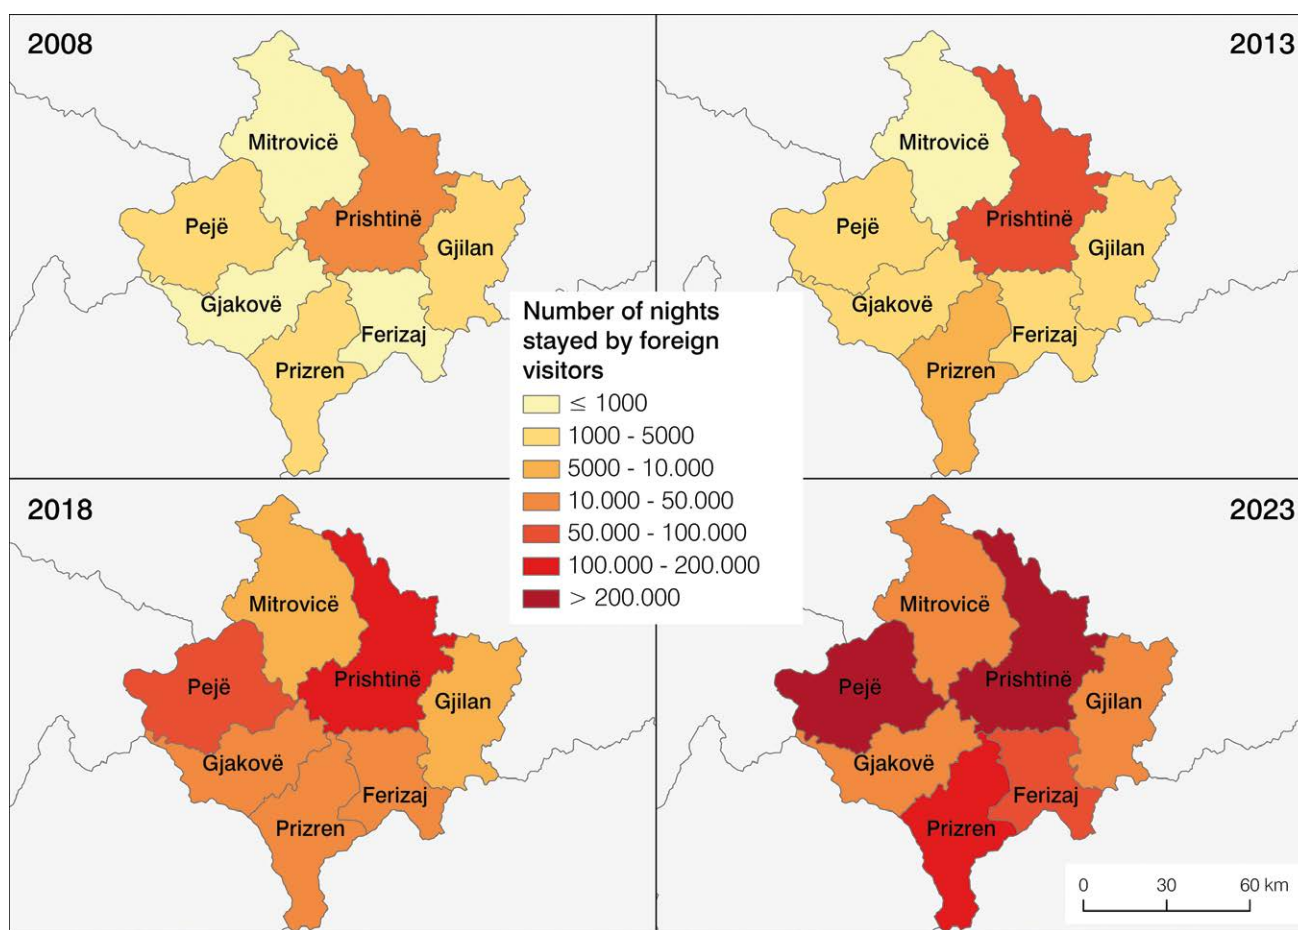 2008
Mitrovicë
Pejë
Prishtinë
Gjilan
Gjakovë
Ferizaj
Prizren
2013
Mitrovicë
Pejë
Prishtinë
Gjilan
Gjakovë
Ferizaj
Prizren
Number of nights
stayed by foreign
visitors
≤ 1000
1000 - 5000
5000 - 10.000
10.000 - 50.000
50.000 - 100.000
100.000 - 200.000
> 200.000
2018
Mitrovicë
Pejë
Prishtinë
Gjilan
Gjakovë
Ferizaj
Prizren
2023
Mitrovicë
Pejë
Prishtinë
Gjilan
Gjakovë
Ferizaj
Prizren
0 30 60 km